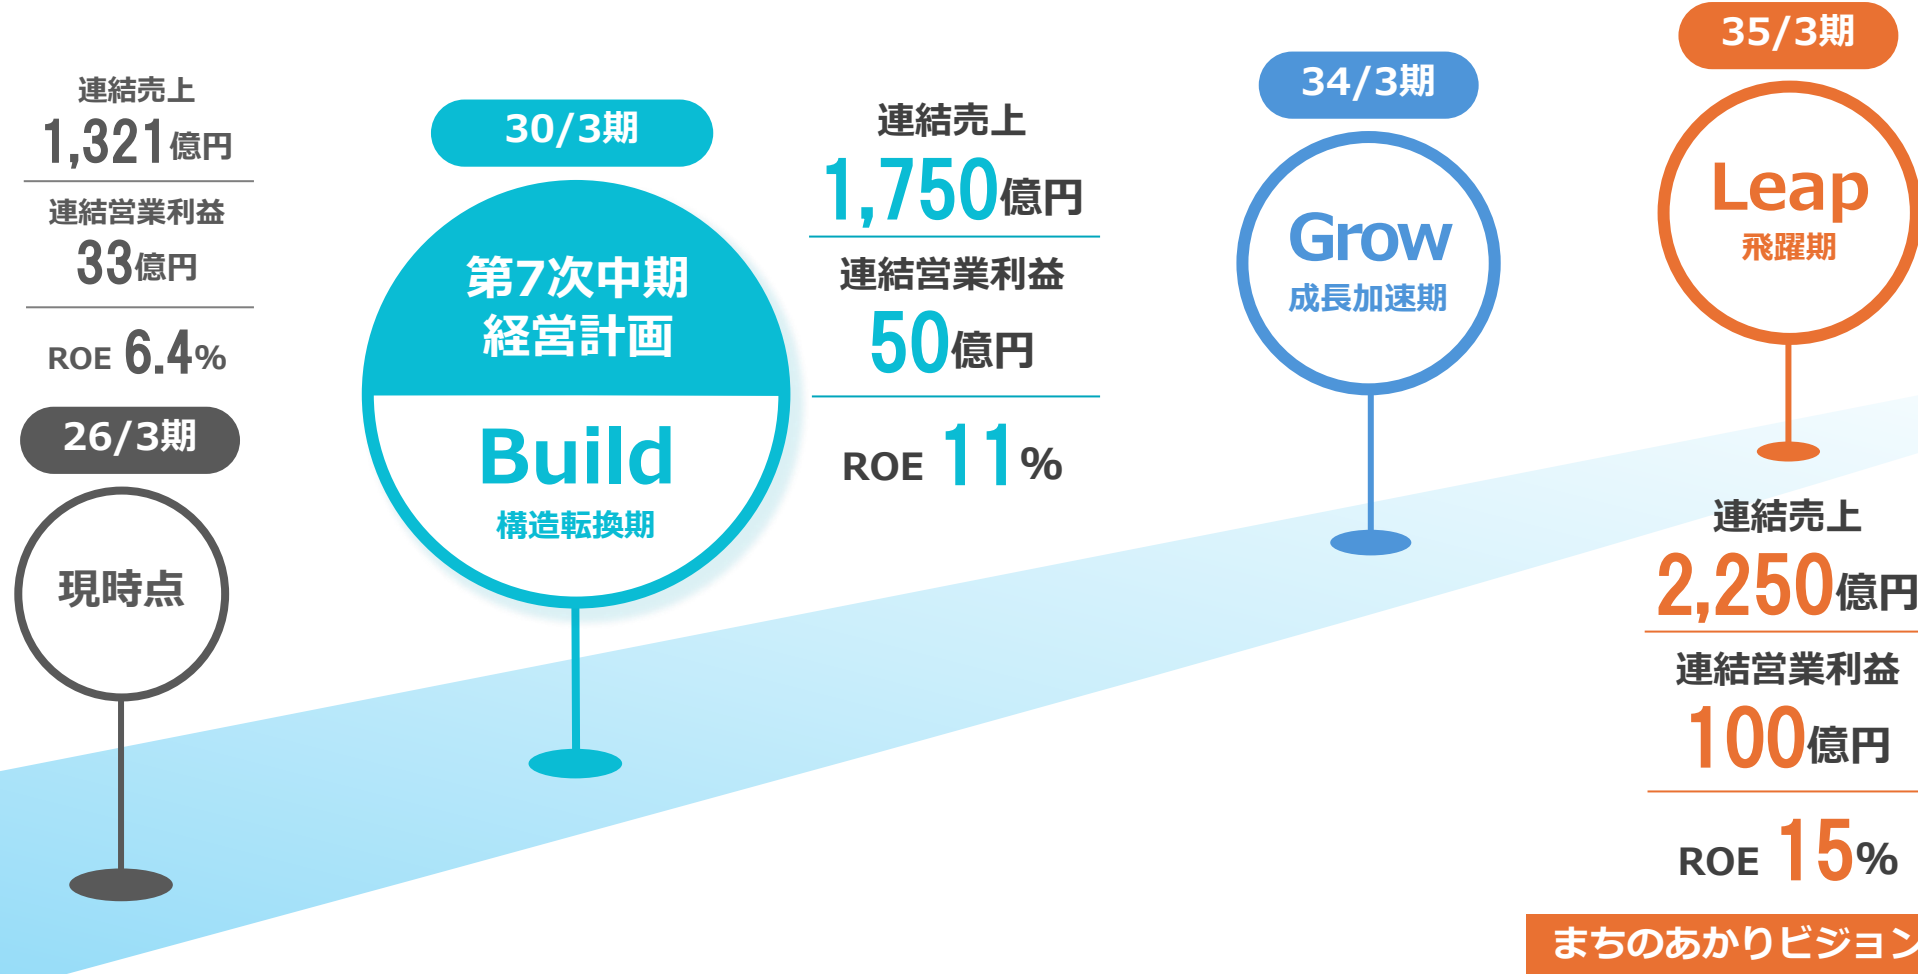 連結売上
1,321億円
連結営業利益
33億円
ROE 6.4%
26/3期
現時点
30/3期
第7次中期
経営計画
Build
構造転換期
連結売上
1,750億円
連結営業利益
50億円
ROE 11%
34/3期
Grow
成長加速期
35/3期
Leap
飛躍期
連結売上
2,250億円
連結営業利益
100億円
ROE 15%
まちのあかりビジョン